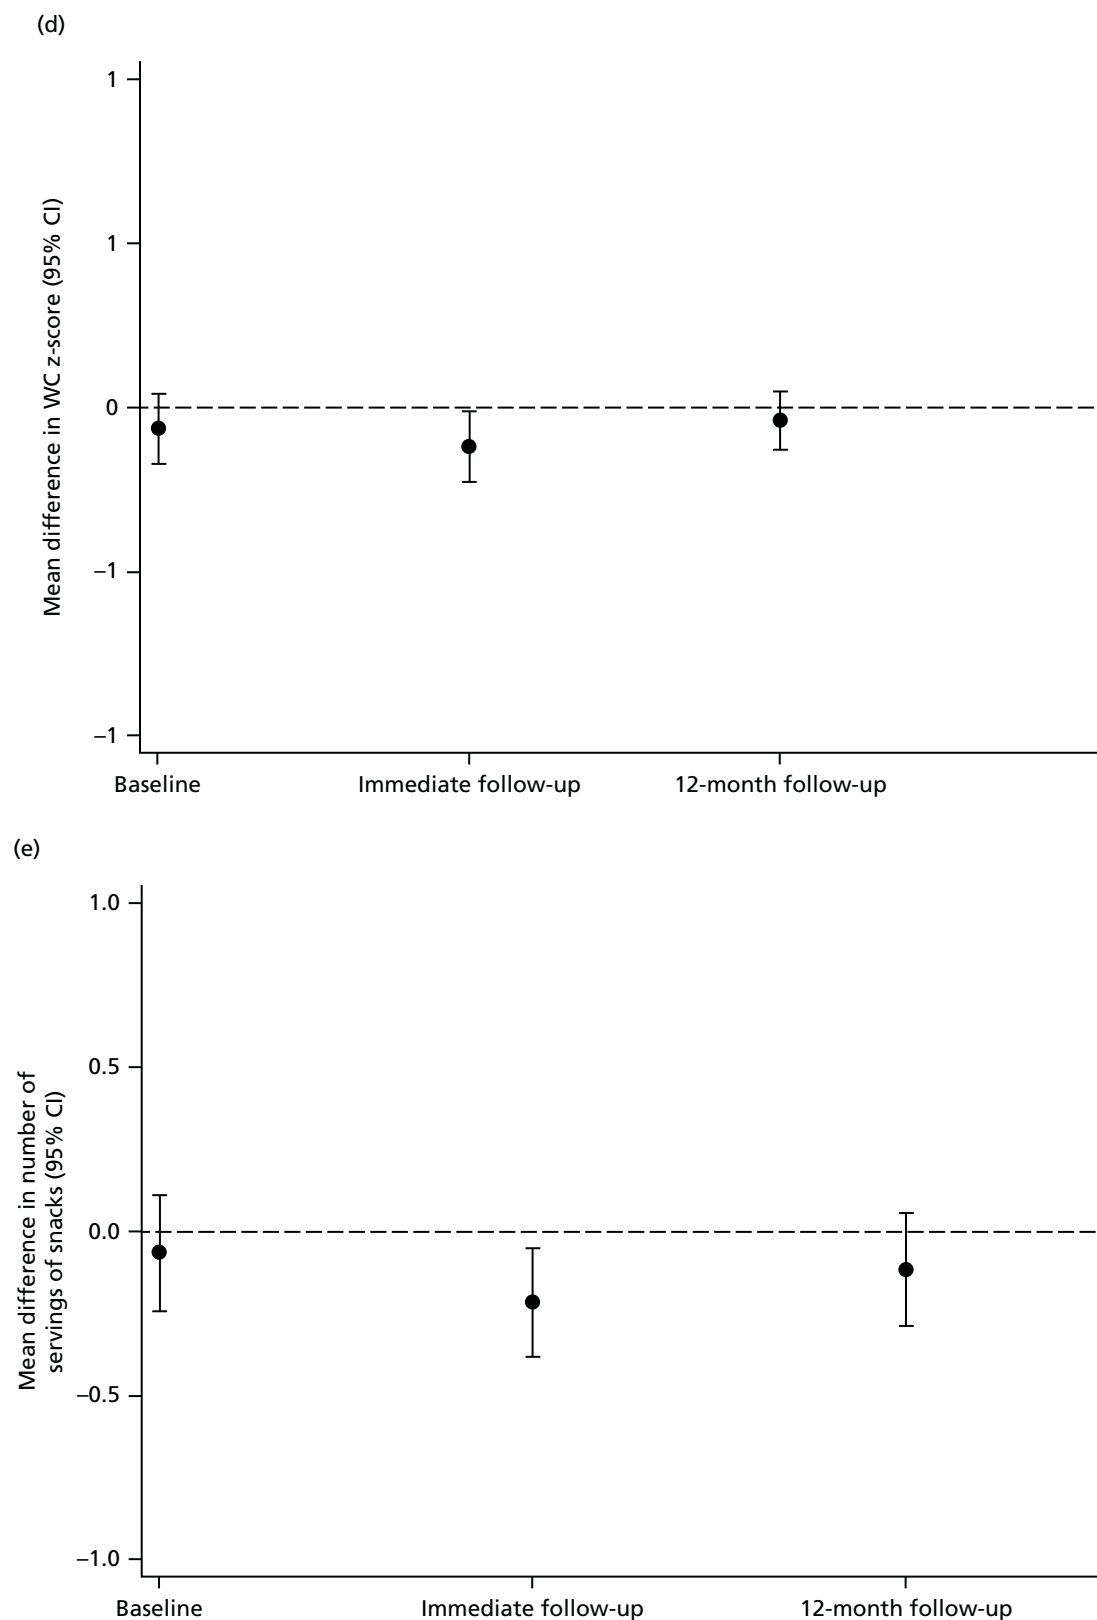 (d)
1
1
0
−1
−1
Mean difference in WC z-score (95% CI)
Baseline
Immediate follow-up
12-month follow-up
(e)
1.0
0.5
0.0
−0.5
−1.0
Mean difference in number of
servings of snacks (95% CI)
Baseline
Immediate follow-up
12-month follow-up